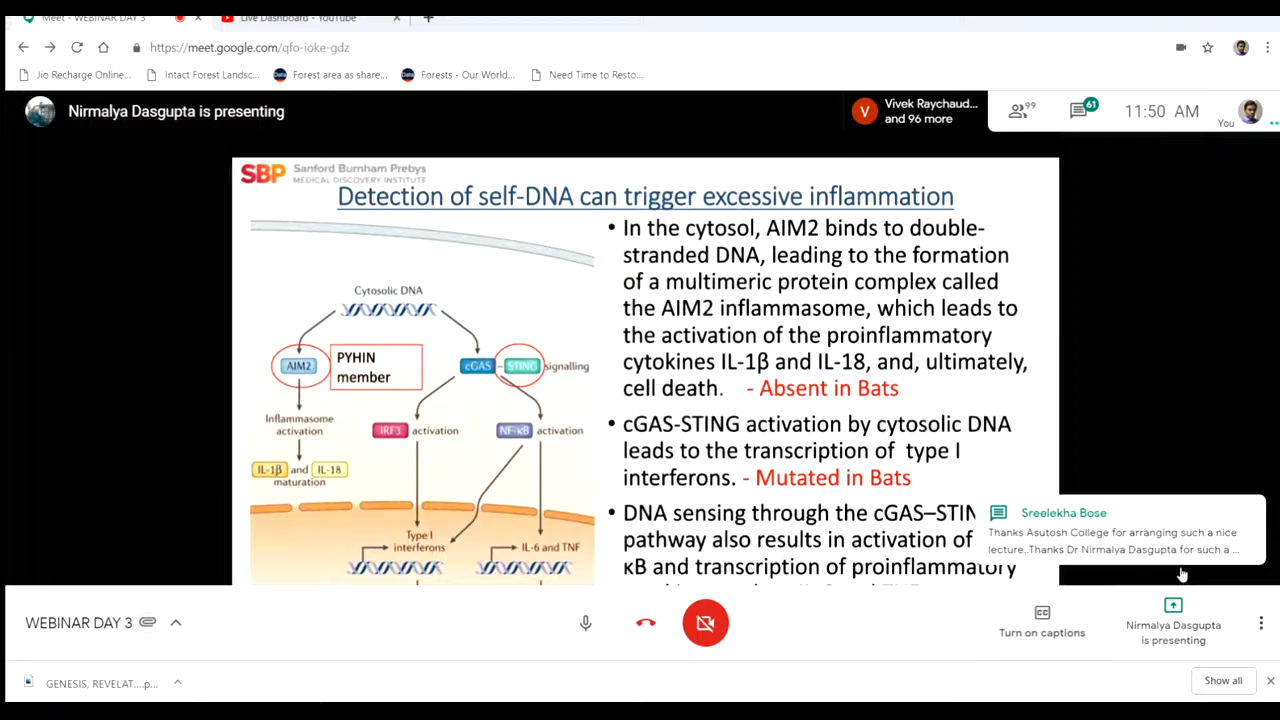 Meet - WEBINAR DAY 3
Live Dashboard - YouTube
https://meet.google.com/qfo-ioke-gdz
Jio Recharge Online...
Intact Forest Landsc...
Forest area as share...
Forests - Our World...
Need Time to Resto...
Nirmalya Dasgupta is presenting
V
Vivek Raychaud...
and 96 more
99
61
11:50 AM
You
SBP Sanford Burnham Prebys
MEDICAL DISCOVERY INSTITUTE
Detection of self-DNA can trigger excessive inflammation
Cytosolic DNA
AIM2
PYHIN
member
cGAS - STING signalling
Inflammasome
activation
IRF3 activation
NF-κB activation
IL-1β and IL-18
maturation
Type I
interferons
IL-6 and TNF
• In the cytosol, AIM2 binds to double-
stranded DNA, leading to the formation
of a multimeric protein complex called
the AIM2 inflammasome, which leads to
the activation of the proinflammatory
cytokines IL-1β and IL-18, and, ultimately,
cell death. - Absent in Bats
• cGAS-STING activation by cytosolic DNA
leads to the transcription of type I
interferons. - Mutated in Bats
• DNA sensing through the cGAS–STIN
pathway also results in activation of
κB and transcription of proinflammatory
Sreelekha Bose
Thanks Asutosh College for arranging such a nice
lecture..Thanks Dr Nirmalya Dasgupta for such a ...
WEBINAR DAY 3
Turn on captions
Nirmalya Dasgupta
is presenting
GENESIS, REVELAT....p...
Show all